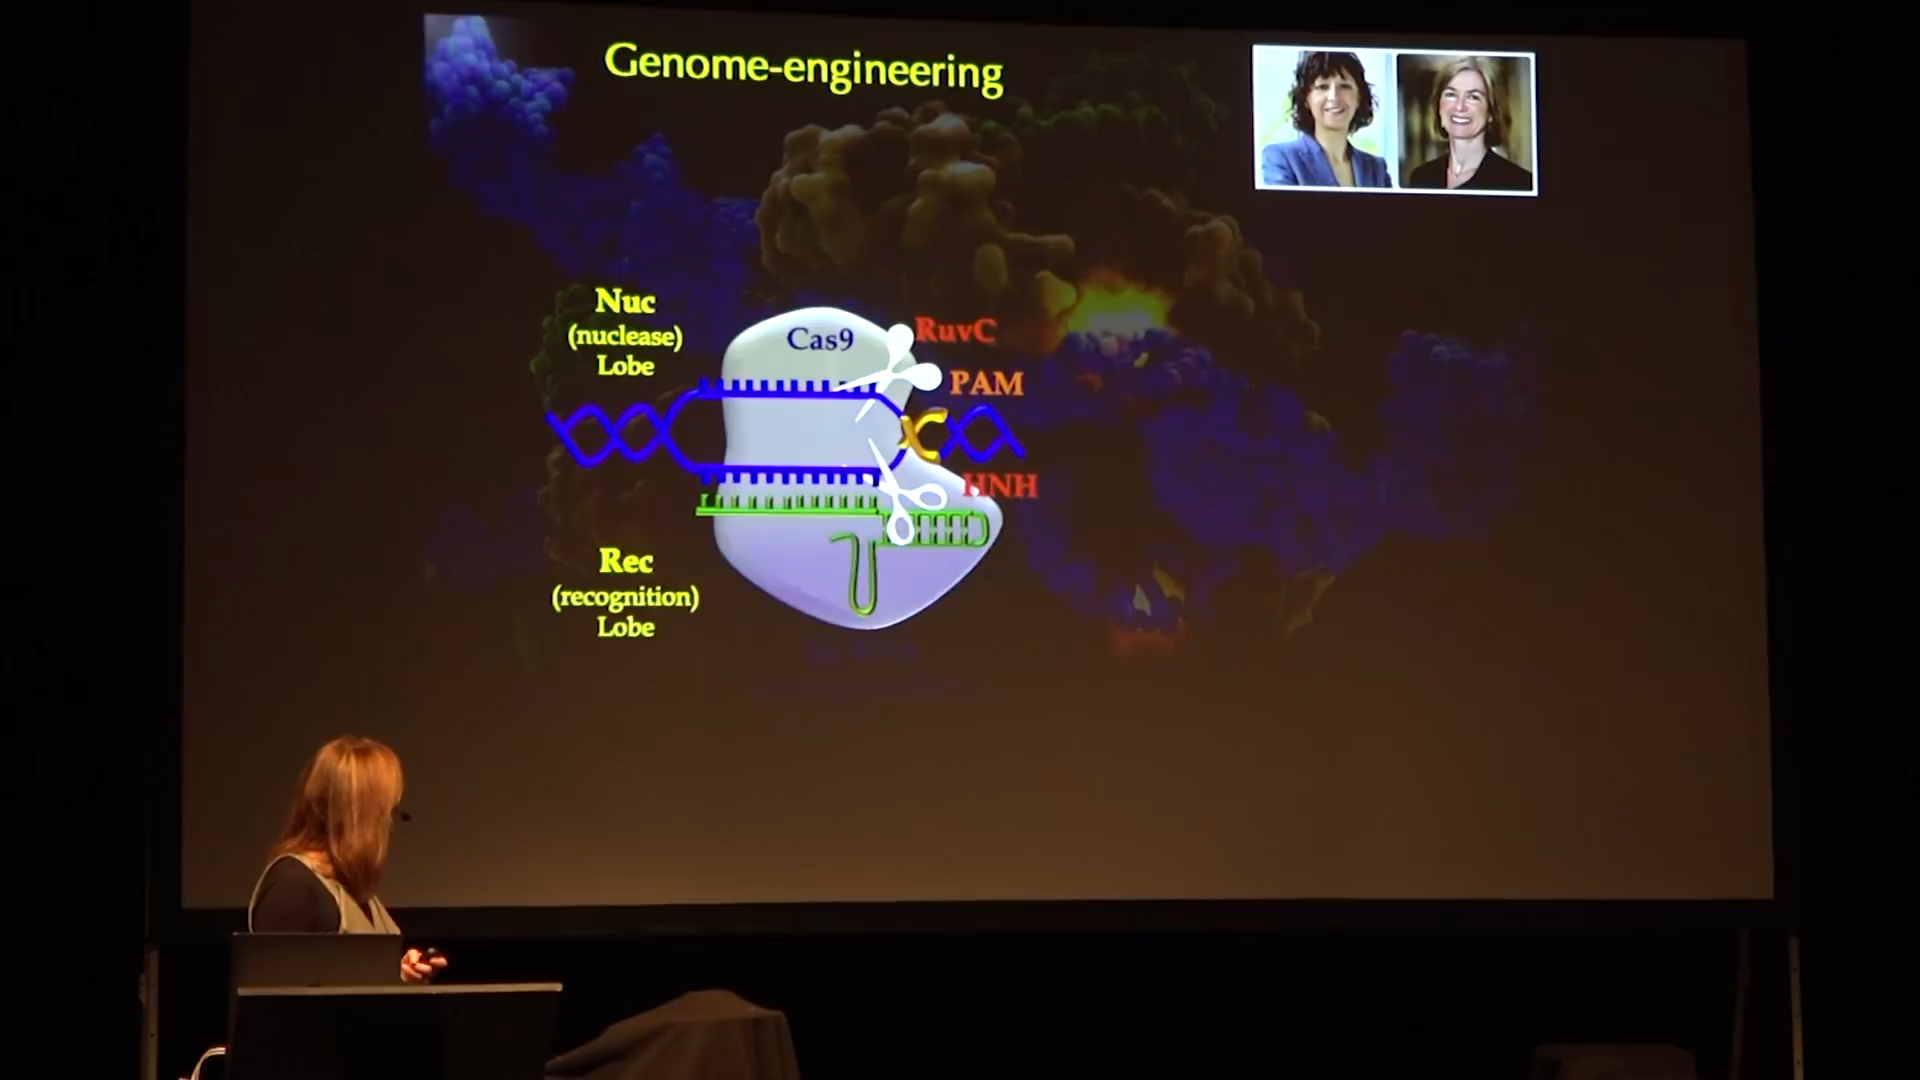 Genome-engineering
Nuc
(nuclease)
Lobe
Cas9
RuvC
PAM
HNH
Rec
(recognition)
Lobe